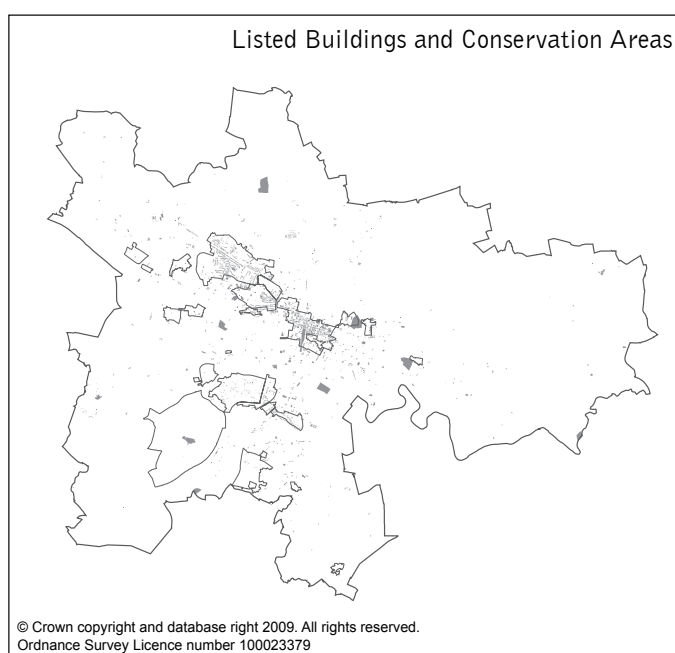 Listed Buildings and Conservation Areas
© Crown copyright and database right 2009. All rights reserved.
Ordnance Survey Licence number 100023379